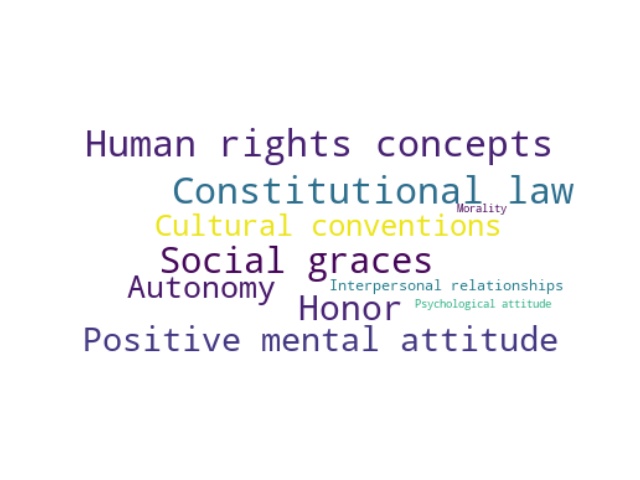 Human rights concepts
Constitutional law
Morality
Cultural conventions
Social graces
Autonomy
Interpersonal relationships
Honor
Psychological attitude
Positive mental attitude